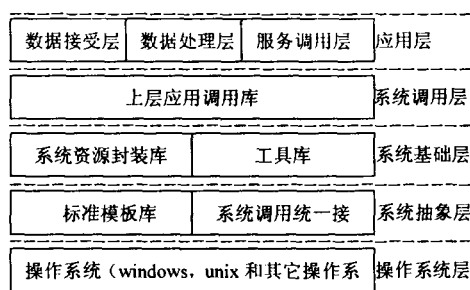 数据接受层 数据处理层 服务调用层 应用层
上层应用调用库 系统调用层
系统资源封装库 工具库 系统基础层
标准模板库 系统调用统一接 系统抽象层
操作系统（windows，unix 和其它操作系 操作系统层